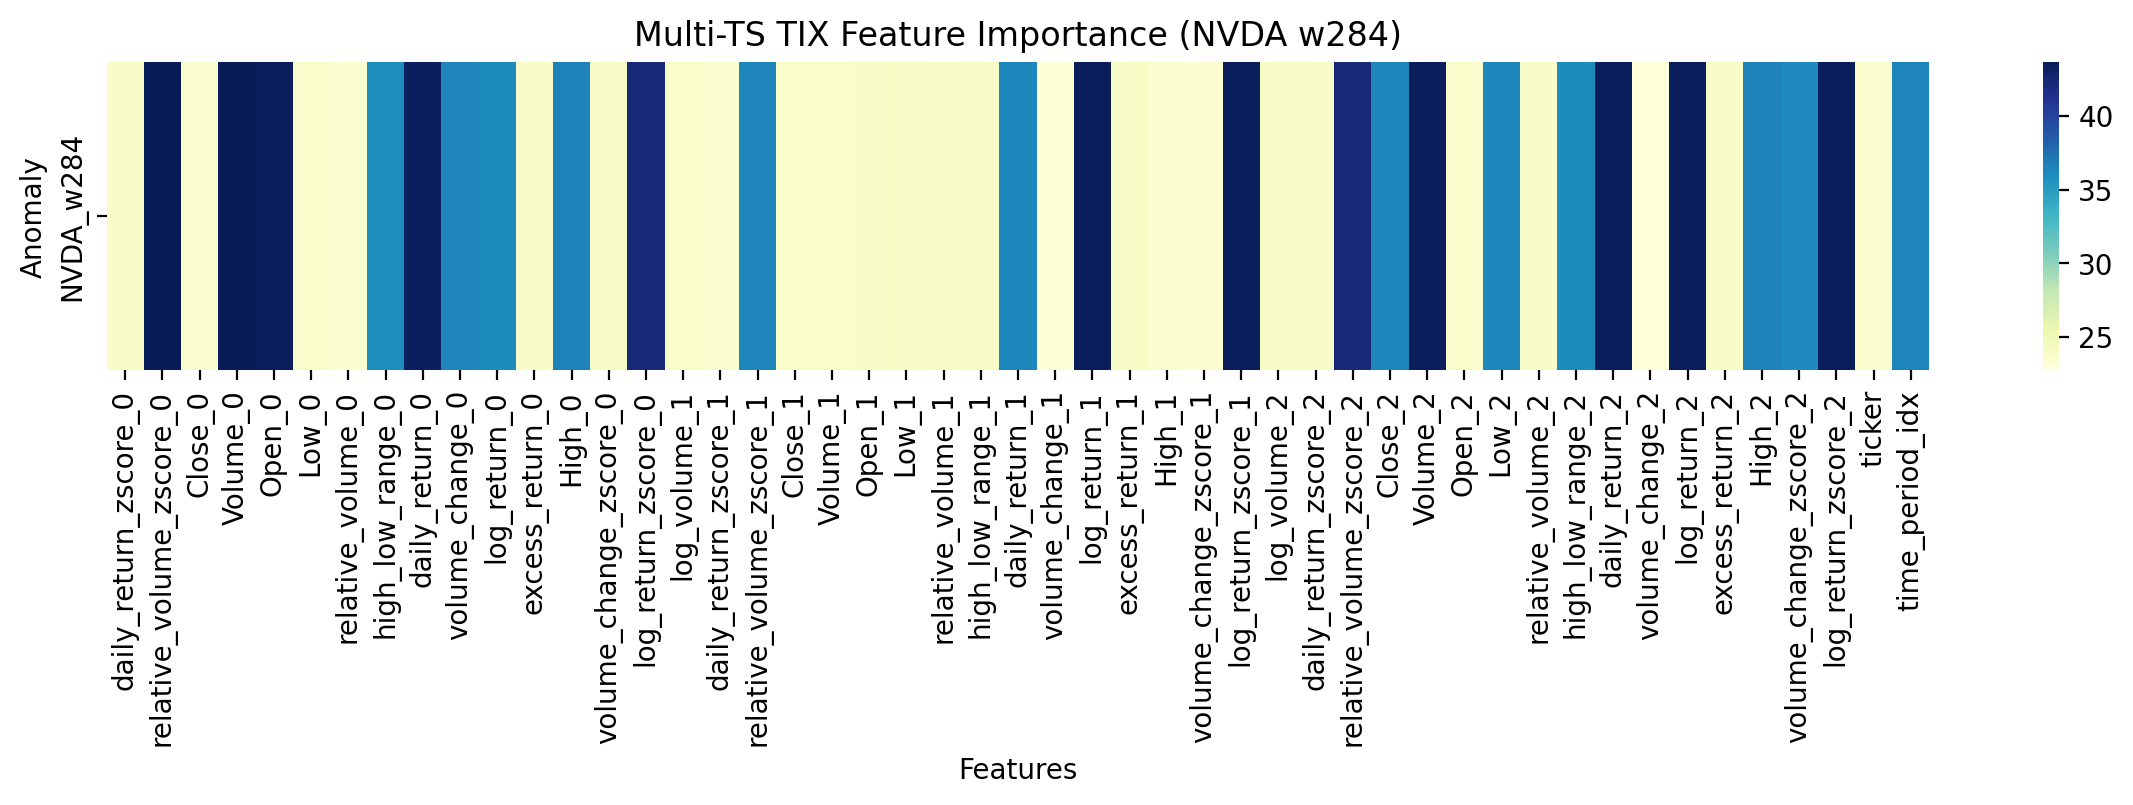 Multi-TS TIX Feature Importance (NVDA w284)
Anomaly
NVDA_w284
40
35
30
25
daily_return_zscore_0
relative_volume_zscore_0
Close_0
Volume_0
Open_0
Low_0
relative_volume_0
high_low_range_0
daily_return_0
volume_change_0
log_return_0
excess_return_0
High_0
volume_change_zscore_0
log_return_zscore_0
log_volume_1
daily_return_zscore_1
relative_volume_zscore_1
Close_1
Volume_1
Open_1
Low_1
relative_volume_1
high_low_range_1
daily_return_1
volume_change_1
log_return_1
excess_return_1
High_1
volume_change_zscore_1
log_return_zscore_1
log_volume_2
daily_return_zscore_2
relative_volume_zscore_2
Close_2
Volume_2
Open_2
Low_2
relative_volume_2
high_low_range_2
daily_return_2
volume_change_2
log_return_2
excess_return_2
High_2
volume_change_zscore_2
log_return_zscore_2
ticker
time_period_idx
Features